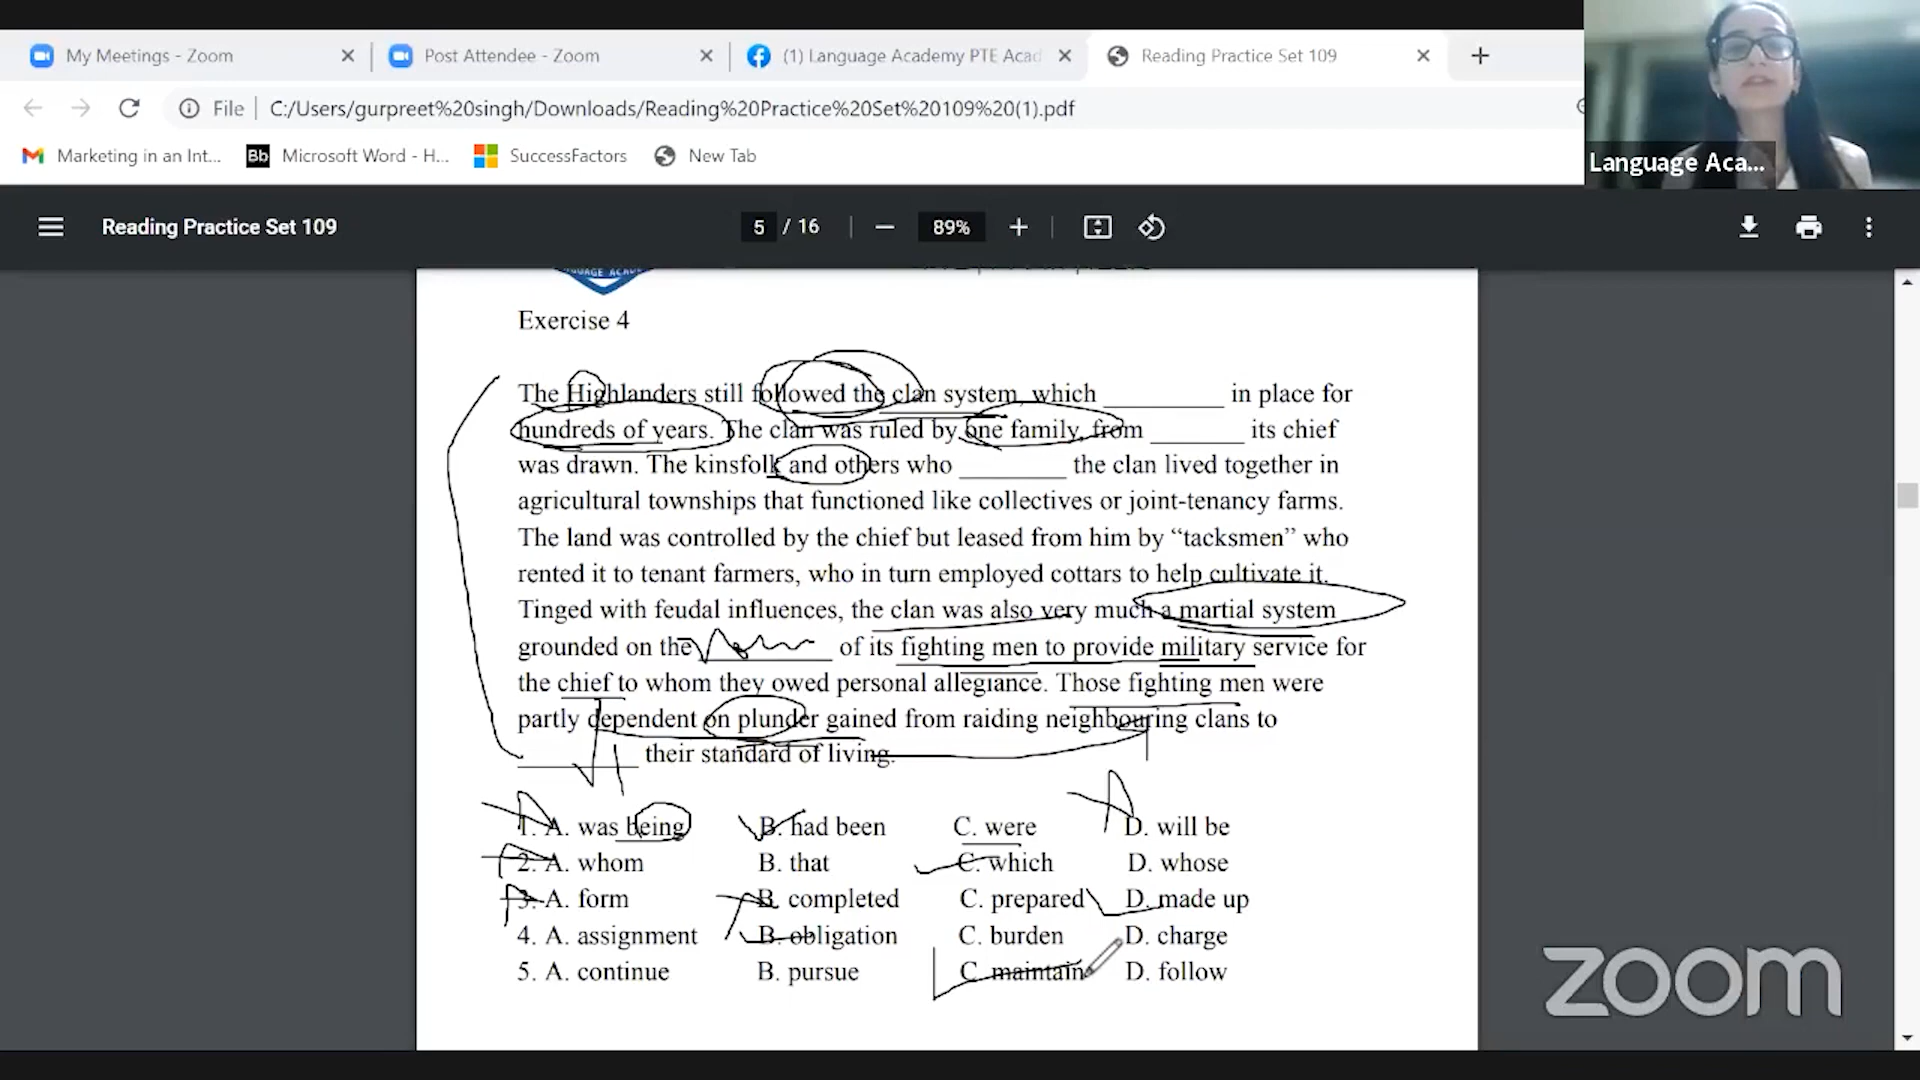 My Meetings - Zoom
Post Attendee - Zoom
(1) Language Academy PTE Acad
Reading Practice Set 109
File
C:/Users/gurpreet%20singh/Downloads/Reading%20Practice%20Set%20109%20(1).pdf
Marketing in an Int...
Bb Microsoft Word - H...
SuccessFactors
New Tab
Language Aca...
Reading Practice Set 109
5 / 16
89%
Exercise 4
The Highlanders still followed the clan system, which _________ in place for
hundreds of years. The clan was ruled by one family, from _______ its chief
was drawn. The kinsfolk and others who ________ the clan lived together in
agricultural townships that functioned like collectives or joint-tenancy farms.
The land was controlled by the chief but leased from him by “tacksmen” who
rented it to tenant farmers, who in turn employed cottars to help cultivate it.
Tinged with feudal influences, the clan was also very much a martial system
grounded on the __________ of its fighting men to provide military service for
the chief to whom they owed personal allegiance. Those fighting men were
partly dependent on plunder gained from raiding neighbouring clans to
_________ their standard of living.
1. A. was being B. had been C. were D. will be
2. A. whom B. that C. which D. whose
3. A. form B. completed C. prepared D. made up
4. A. assignment B. obligation C. burden D. charge
5. A. continue B. pursue C. maintain D. follow
zoom